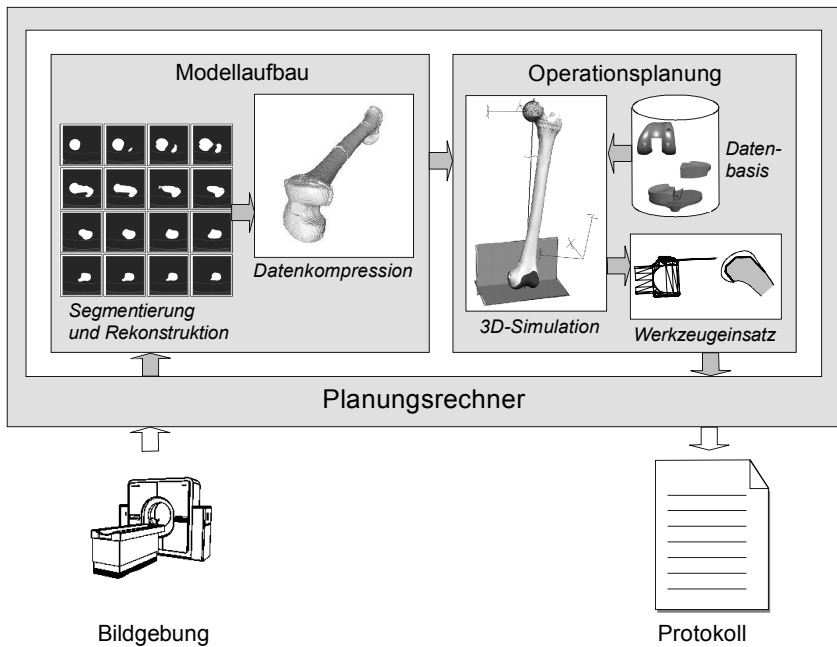 Modellaufbau
Segmentierung
und Rekonstruktion
Datenkompression
Operationsplanung
Daten-
basis
3D-Simulation
Werkzeugeinsatz
Planungsrechner
Bildgebung
Protokoll